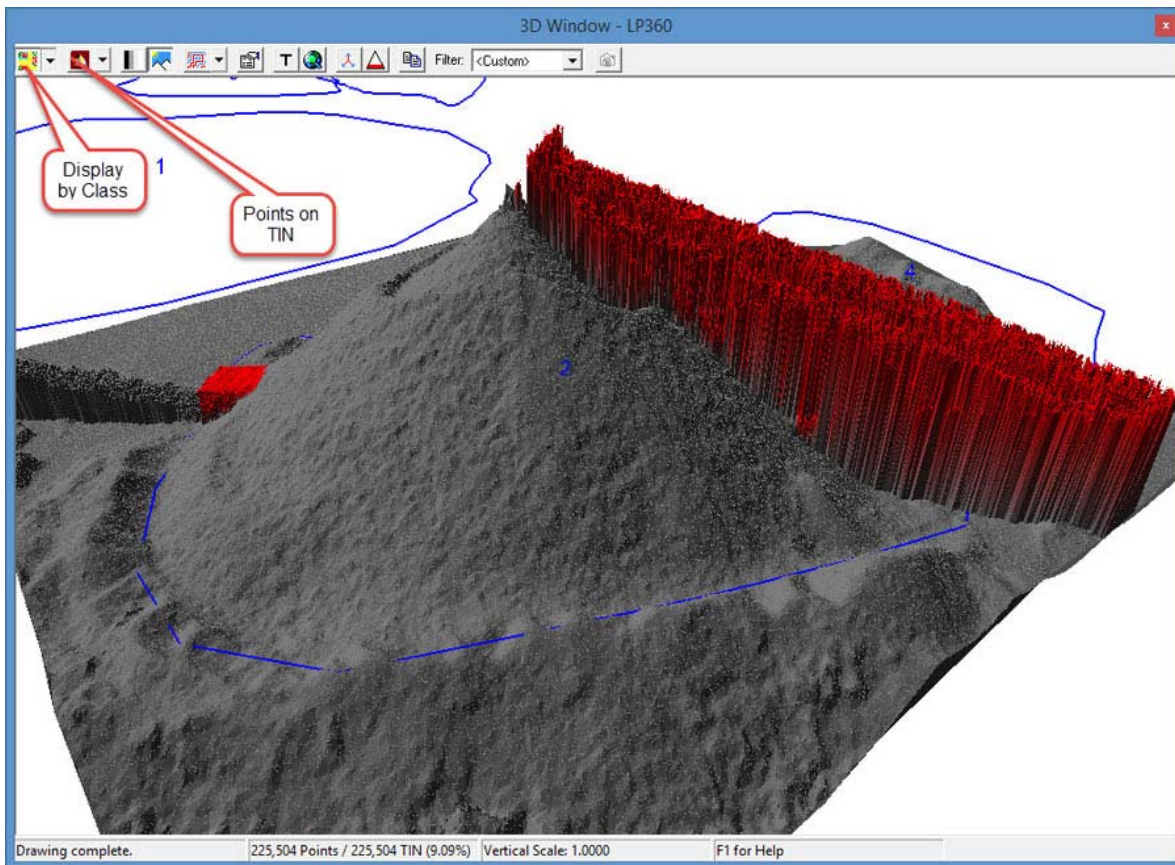 3D Window - LP360
x
T
Filter: <Custom>
Display
by Class
1
Points on
TIN
4
2
Drawing complete.
225,504 Points / 225,504 TIN (9.09%)
Vertical Scale: 1.0000
F1 for Help